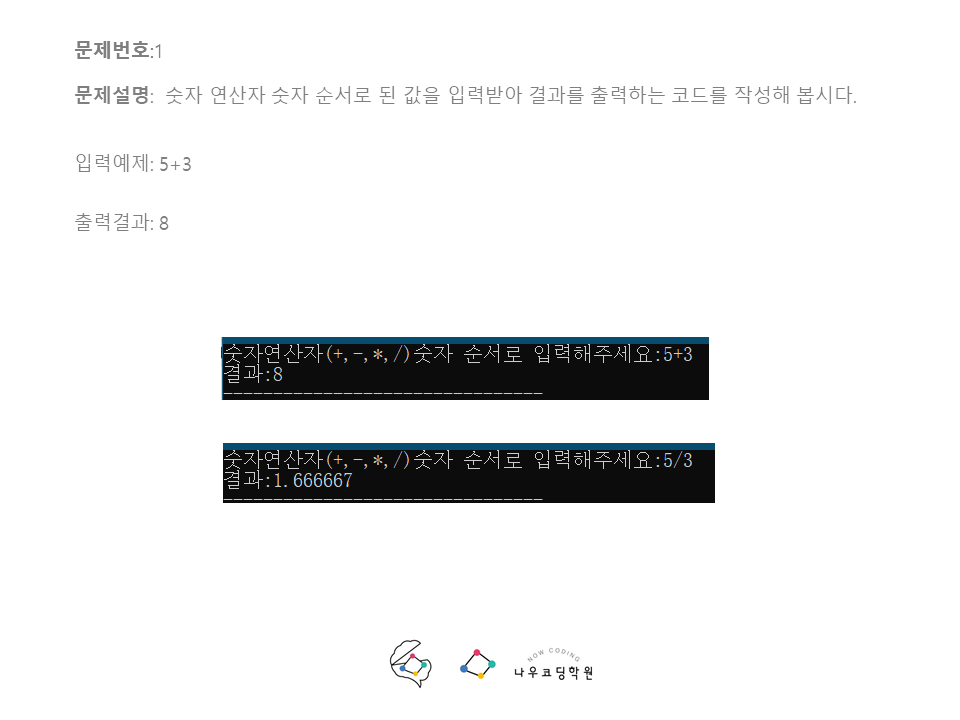 문제번호:1
문제설명: 숫자 연산자 숫자 순서로 된 값을 입력받아 결과를 출력하는 코드를 작성해 봅시다.
입력예제: 5+3
출력결과: 8
숫자연산자(+,-,*,/)숫자 순서로 입력해주세요:5+3
결과:8
--------------------------------
숫자연산자(+,-,*,/)숫자 순서로 입력해주세요:5/3
결과:1.666667
--------------------------------
NOW CODING
나우코딩학원